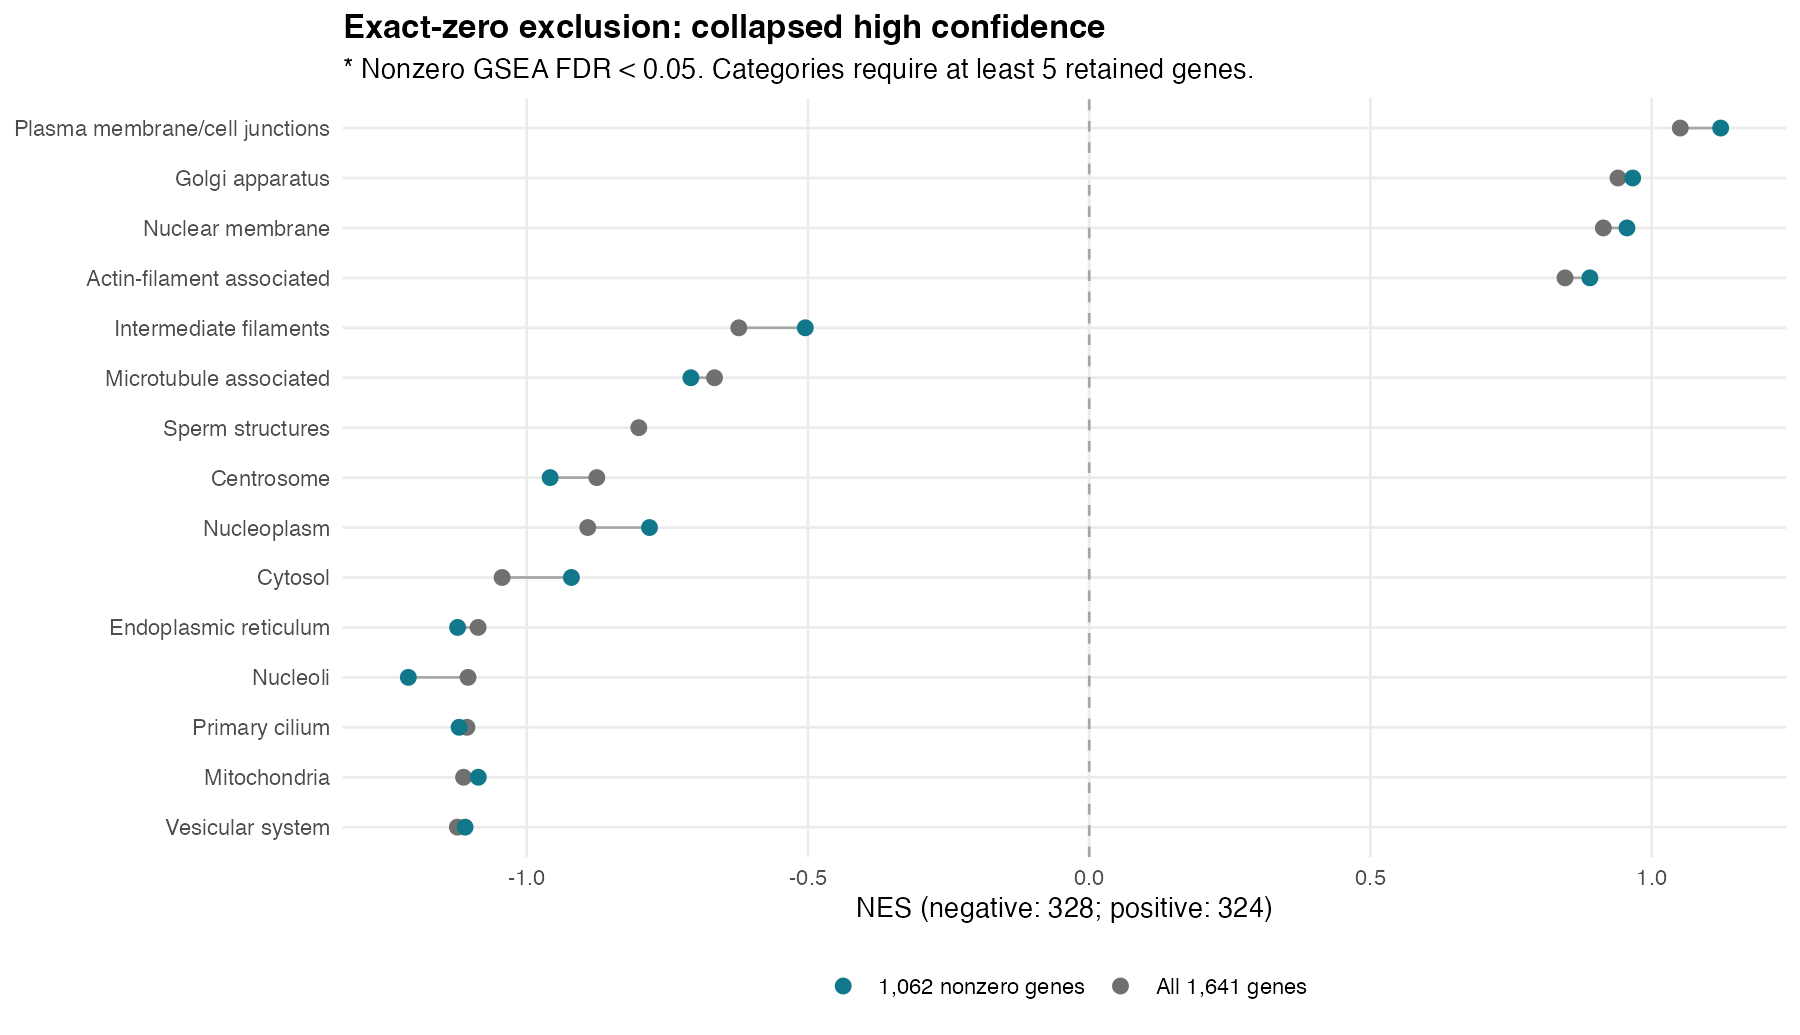 Exact-zero exclusion: collapsed high confidence
* Nonzero GSEA FDR < 0.05. Categories require at least 5 retained genes.
Plasma membrane/cell junctions
Golgi apparatus
Nuclear membrane
Actin-filament associated
Intermediate filaments
Microtubule associated
Sperm structures
Centrosome
Nucleoplasm
Cytosol
Endoplasmic reticulum
Nucleoli
Primary cilium
Mitochondria
Vesicular system
-1.0 -0.5 0.0 0.5 1.0
NES (negative: 328; positive: 324)
1,062 nonzero genes All 1,641 genes